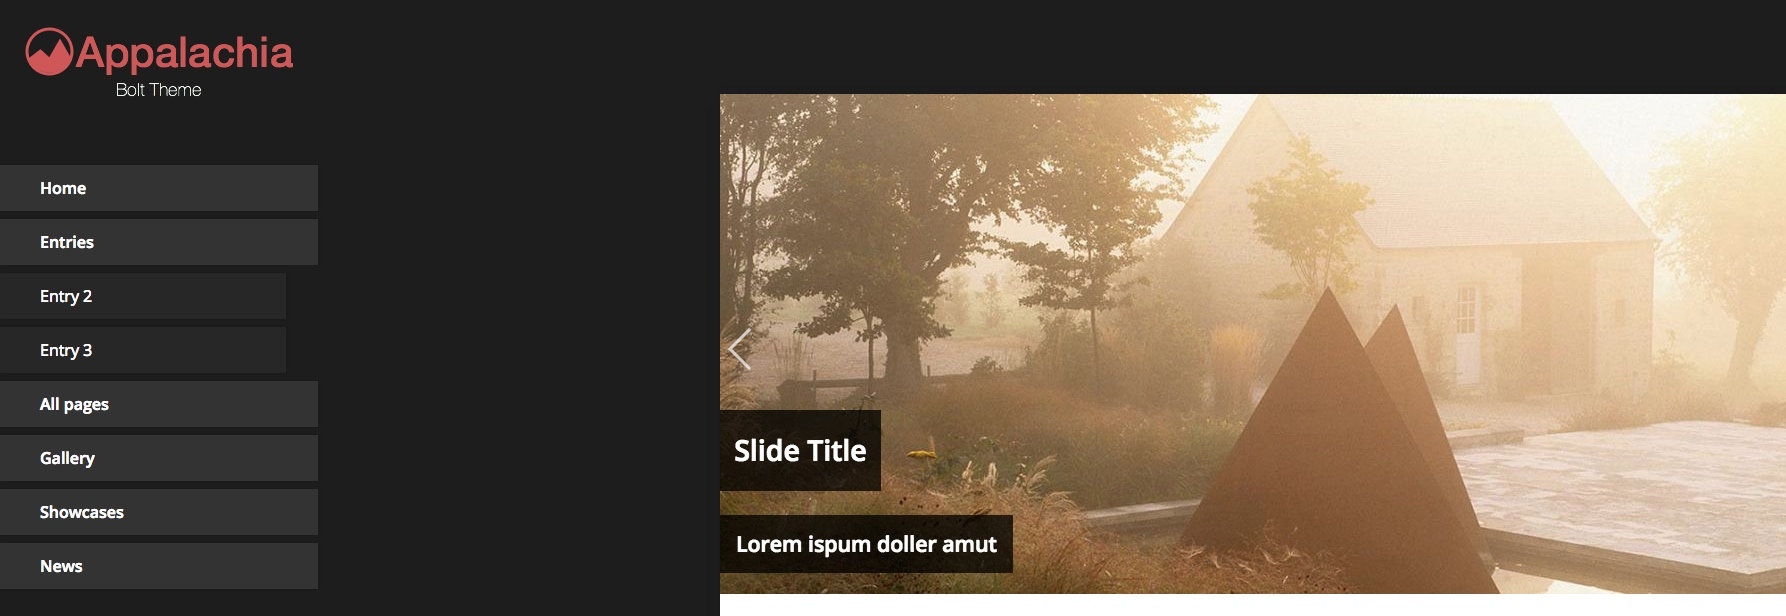 Appalachia
Bolt Theme
Home
Entries
Entry 2
Entry 3
All pages
Gallery
Showcases
News
Slide Title
Lorem ispum doller amut